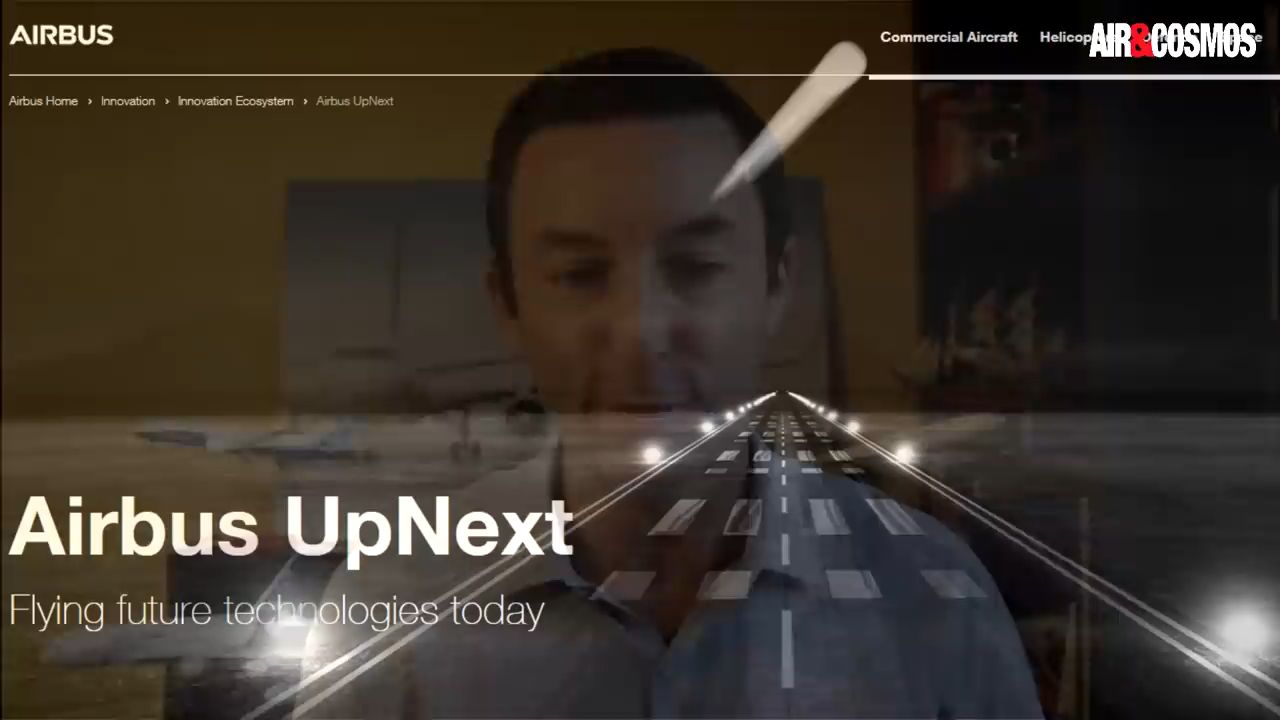 AIRBUS
Commercial Aircraft
AIR&COSMOS
Airbus Home › Innovation › Innovation Ecosystem › Airbus UpNext
Airbus UpNext
Flying future technologies today